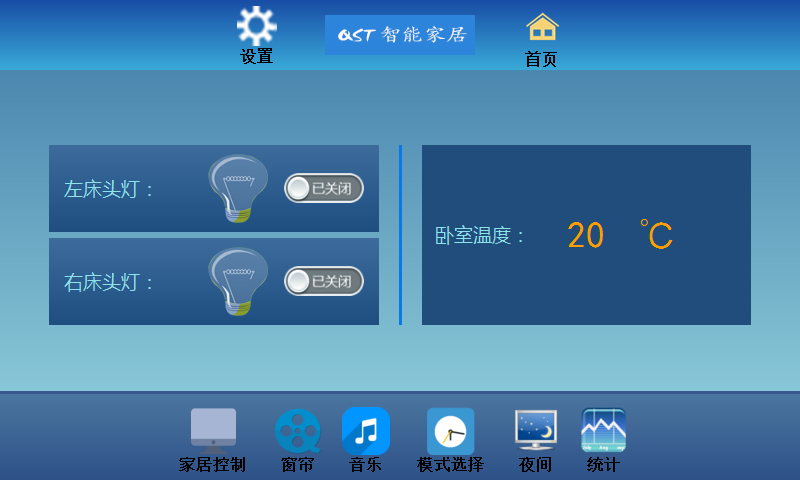 设置
QST 智能家居
首页
左床头灯：
已关闭
右床头灯：
已关闭
卧室温度：
20 ℃
家居控制
窗帘
音乐
模式选择
夜间
统计